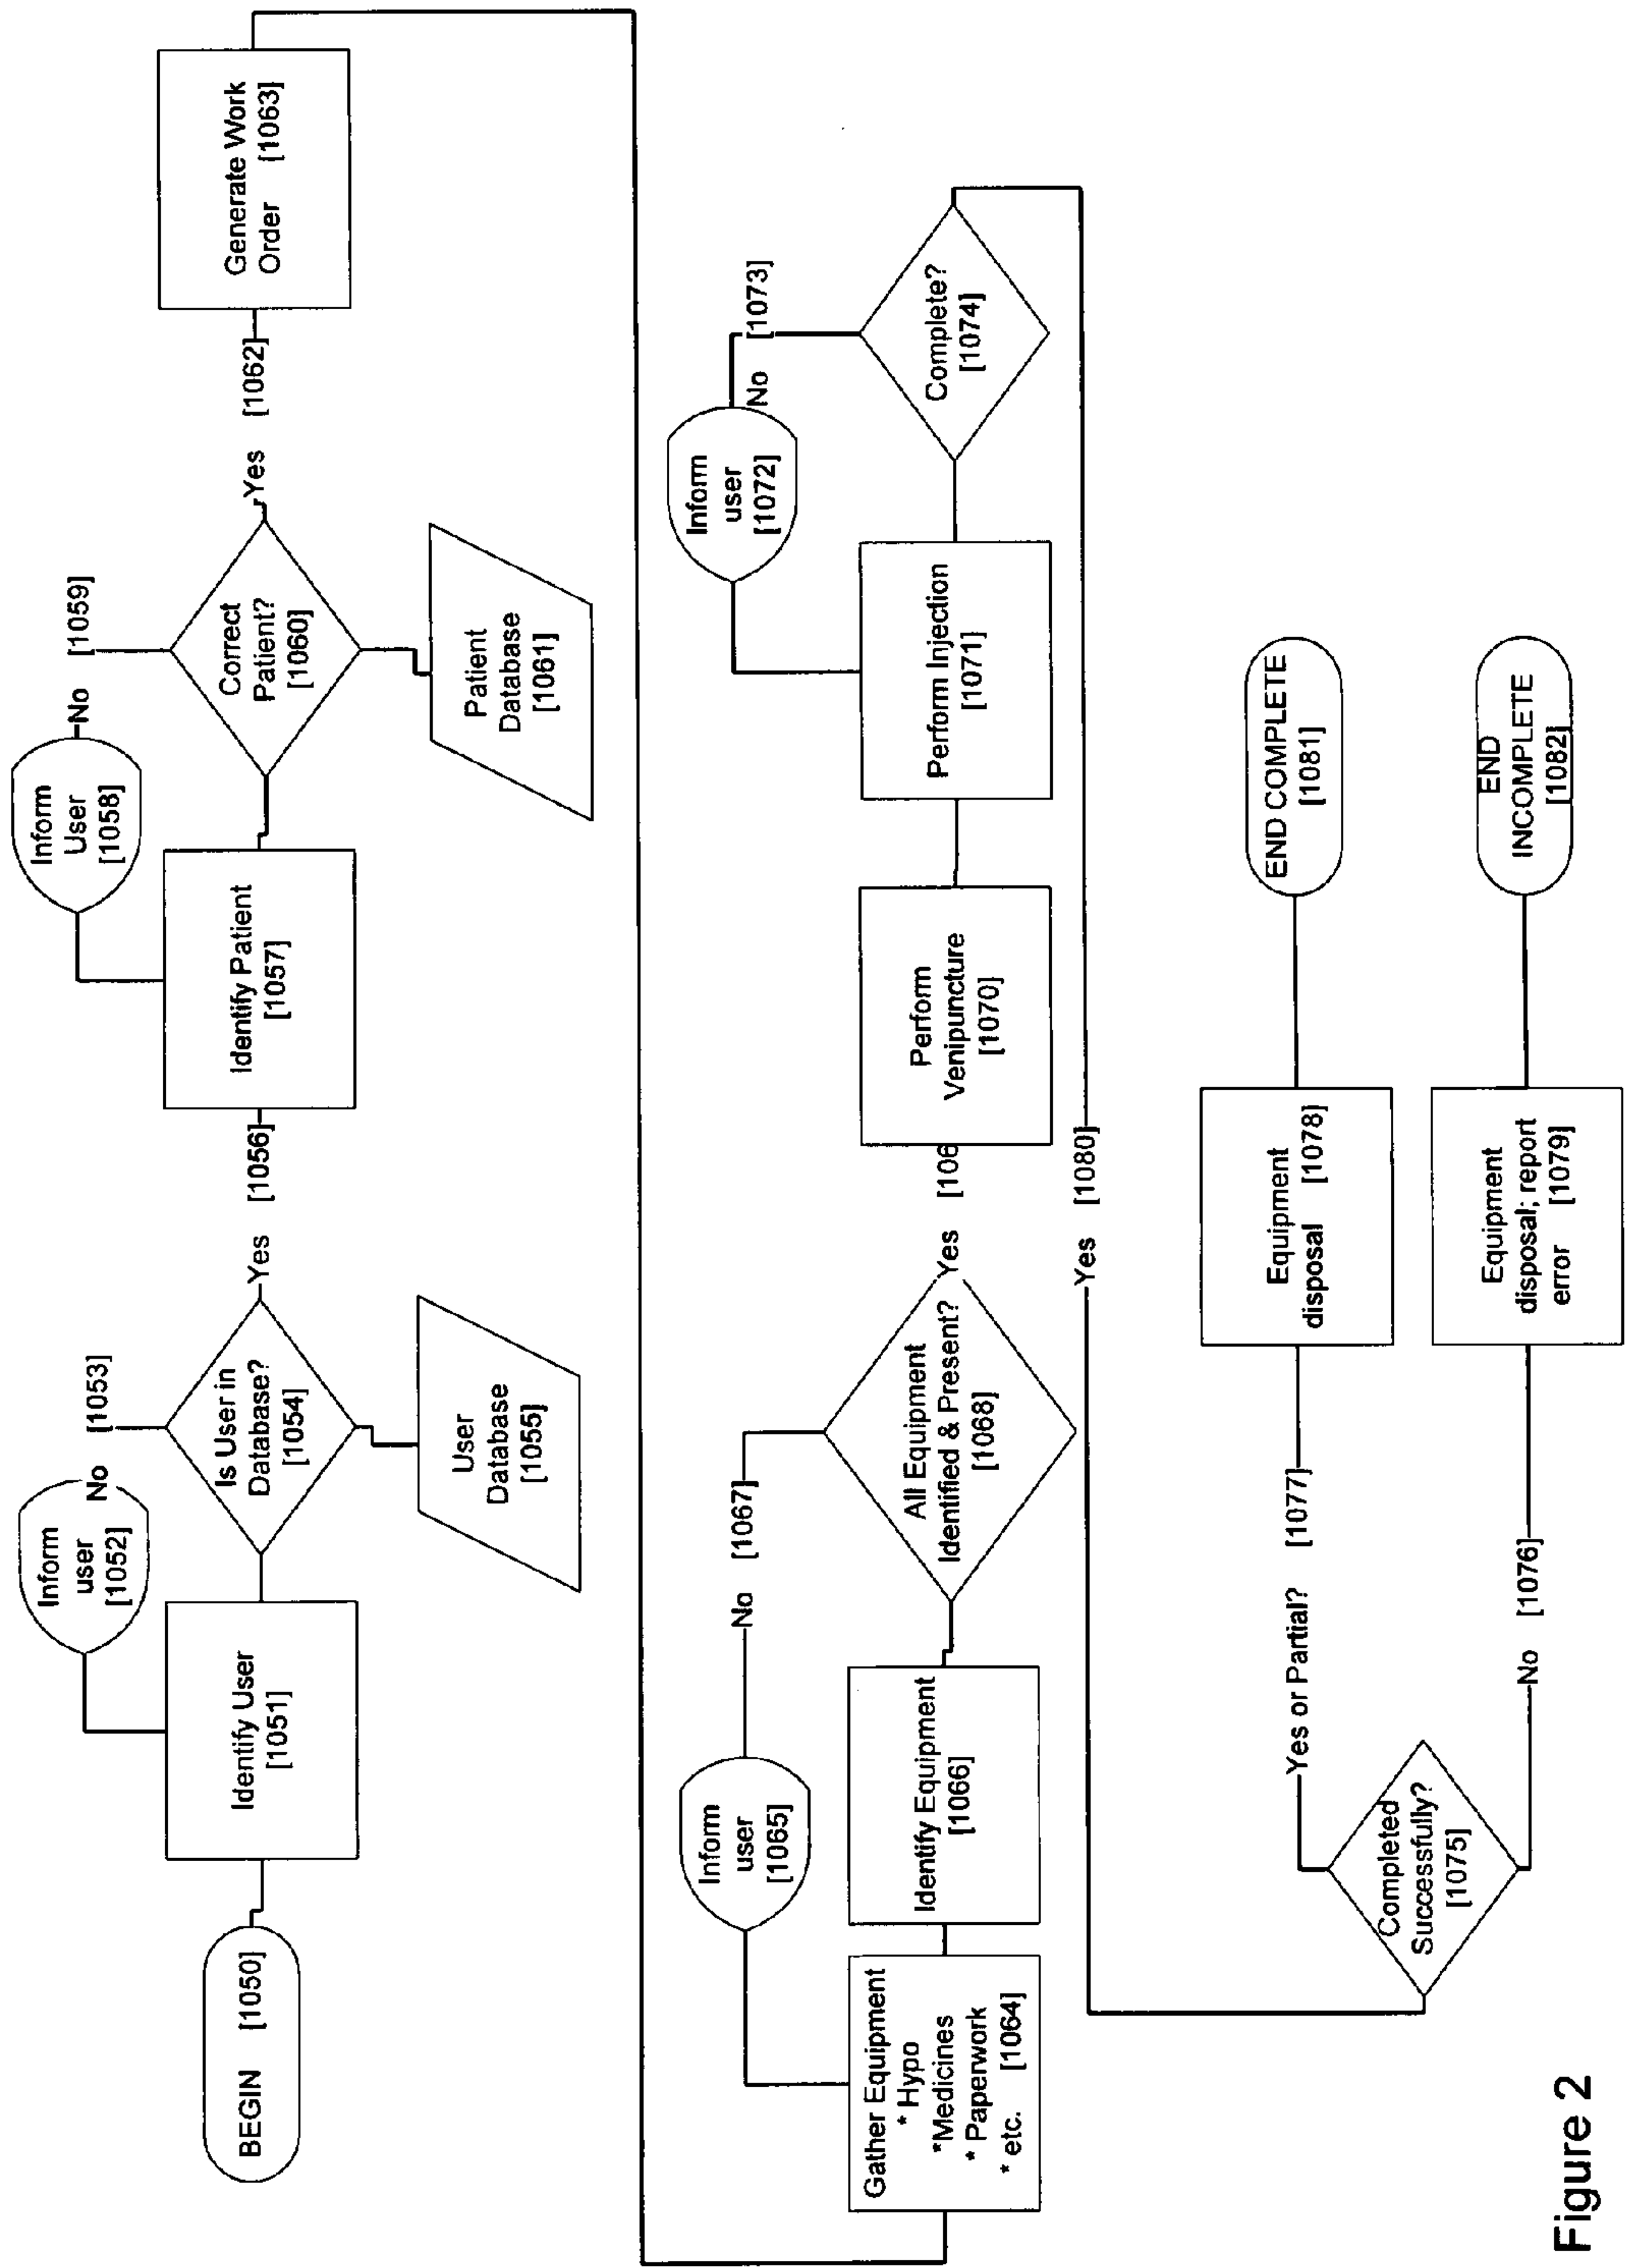 BEGIN [1050]
Identify User
[1051]
Inform
user
[1052]
No [1053]
Is User in
Database?
[1054]
User
Database
[1055]
Yes [1056]
Identify Patient
[1057]
Inform
User
[1058]
No [1059]
Correct
Patient?
[1060]
Patient
Database
[1061]
Yes [1062]
Generate Work
Order [1063]
Gather Equipment
* Hypo
*Medicines
* Paperwork
* etc. [1064]
Inform
user
[1065]
Identify Equipment
[1066]
No [1067]
All Equipment
Identified & Present?
[1068]
Yes [106
Perform
Venipuncture
[1070]
Perform Injection
[1071]
Inform
user
[1072]
No [1073]
Complete?
[1074]
Yes [1080]
Completed
Successfully?
[1075]
Yes or Partial? [1077]
Equipment
disposal [1078]
END COMPLETE
[1081]
No [1076]
Equipment
disposal; report
error [1079]
END
INCOMPLETE
[1082]
Figure 2